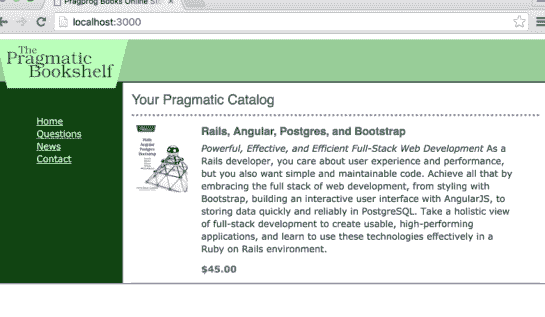 Pragprog Books Online St
localhost:3000
The
Pragmatic
Bookshelf
Home
Questions
News
Contact
Your Pragmatic Catalog
Rails, Angular, Postgres, and Bootstrap
Powerful, Effective, and Efficient Full-Stack Web Development As a
Rails developer, you care about user experience and performance,
but you also want simple and maintainable code. Achieve all that by
embracing the full stack of web development, from styling with
Bootstrap, building an interactive user interface with AngularJS, to
storing data quickly and reliably in PostgreSQL. Take a holistic view
of full-stack development to create usable, high-performing
applications, and learn to use these technologies effectively in a
Ruby on Rails environment.
$45.00